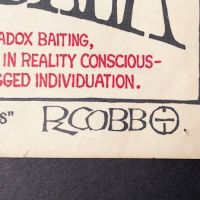 ADOX BAITING,
IN REALITY CONSCIOUS–
GGED INDIVIDUATION.
S"
R.COBB